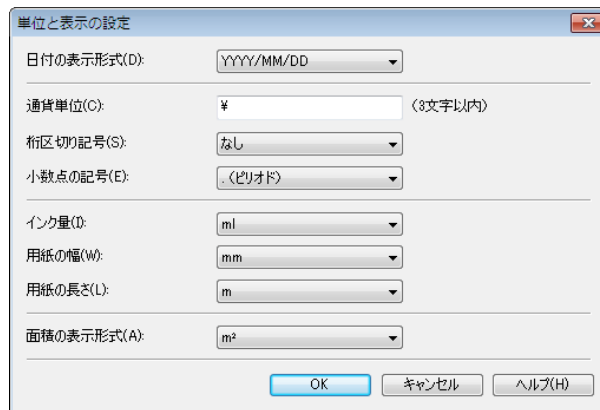 単位と表示の設定
日付の表示形式(D): YYYY/MM/DD
通貨単位(C): ¥ (3文字以内)
桁区切り記号(S): なし
小数点の記号(E): . (ピリオド)
インク量(I): ml
用紙の幅(W): mm
用紙の長さ(L): m
面積の表示形式(A): m²
OK キャンセル ヘルプ(H)